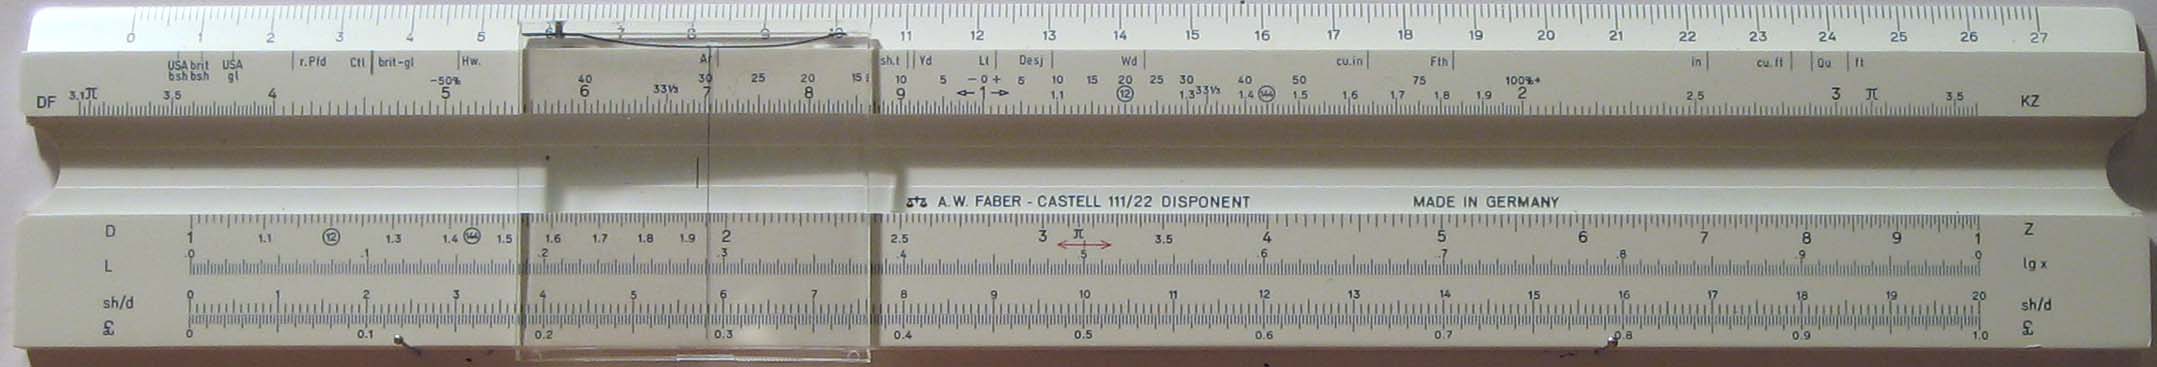 0 1 2 3 4 5 6 7 8 9 10 11 12 13 14 15 16 17 18 19 20 21 22 23 24 25 26 27
USA brit USA r.Pfd Ctl brit-gl Hw. Ar sh.t Yd Lt Desj Wd cu.in Fth in cu.ft Qu ft
bsh bsh gl -50% 40 30 25 20 15 10 5 -0+ 5 10 15 20 25 30 40 50 75 100%
DF 3.1 π 3.5 4 5 6 33⅓ 7 8 9 ←1→ 1.1 12 1.3 33⅓ 1.4 144 1.5 1.6 1.7 1.8 1.9 2 2.5 3 π 3.5 KZ
A.W. FABER - CASTELL 111/22 DISPONENT MADE IN GERMANY
D 1 1.1 12 1.3 1.4 144 1.5 1.6 1.7 1.8 1.9 2 2.5 3 π 3.5 4 5 6 7 8 9 1 Z
L .0 .1 .2 .3 .4 .5 .6 .7 .8 .9 .0 lg x
sh/d 0 1 2 3 4 5 6 7 8 9 10 11 12 13 14 15 16 17 18 19 20 sh/d
£ 0 0.1 0.2 0.3 0.4 0.5 0.6 0.7 0.8 0.9 1.0 £